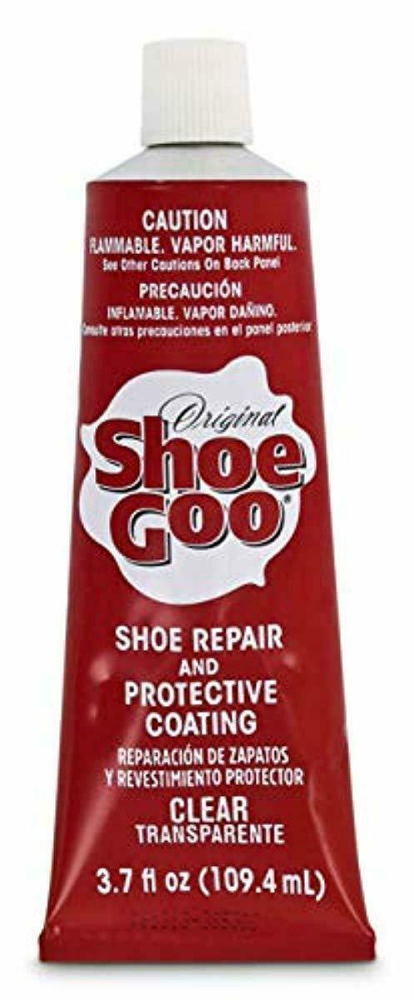 CAUTION
FLAMMABLE. VAPOR HARMFUL.
See Other Cautions On Back Panel
PRECAUCIÓN
INFLAMABLE. VAPOR DAÑINO.
Consulte otras precauciones en el panel posterior
Original
Shoe
Goo®
SHOE REPAIR
AND
PROTECTIVE
COATING
REPARACIÓN DE ZAPATOS
Y REVESTIMIENTO PROTECTOR
CLEAR
TRANSPARENTE
3.7 fl oz (109.4 mL)